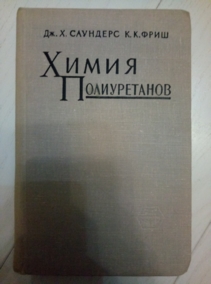 Дж. Х. САУНДЕРС К. К. ФРИШ
ХИМИЯ
ПОЛИУРЕТАНОВ